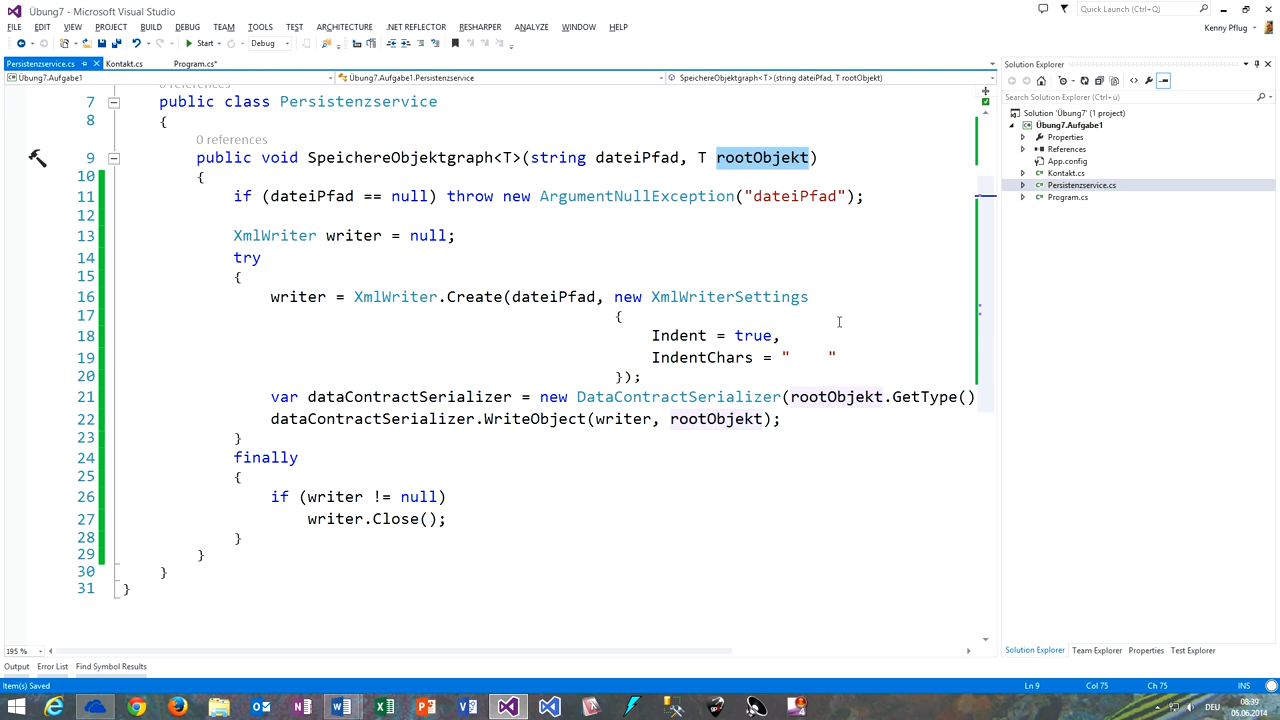 Übung7 - Microsoft Visual Studio
Quick Launch (Ctrl+Q)
FILE EDIT VIEW PROJECT BUILD DEBUG TEAM TOOLS TEST ARCHITECTURE .NET REFLECTOR RESHARPER ANALYZE WINDOW HELP
Kenny Pflug
Start Debug
Persistenzservice.cs Kontakt.cs Program.cs*
Übung7.Aufgabe1 Übung7.Aufgabe1.Persistenzservice SpeichereObjektgraph<T>(string dateiPfad, T rootObjekt)
0 references
7 public class Persistenzservice
8 {
0 references
9 public void SpeichereObjektgraph<T>(string dateiPfad, T rootObjekt)
10 {
11 if (dateiPfad == null) throw new ArgumentNullException("dateiPfad");
12
13 XmlWriter writer = null;
14 try
15 {
16 writer = XmlWriter.Create(dateiPfad, new XmlWriterSettings
17 {
18 Indent = true,
19 IndentChars = "    "
20 });
21 var dataContractSerializer = new DataContractSerializer(rootObjekt.GetType()
22 dataContractSerializer.WriteObject(writer, rootObjekt);
23 }
24 finally
25 {
26 if (writer != null)
27 writer.Close();
28 }
29 }
30 }
31 }
195 %
Solution Explorer
Search Solution Explorer (Ctrl+ü)
Solution 'Übung7' (1 project)
Übung7.Aufgabe1
Properties
References
App.config
Kontakt.cs
Persistenzservice.cs
Program.cs
Solution Explorer Team Explorer Properties Test Explorer
Output Error List Find Symbol Results
Item(s) Saved Ln 9 Col 75 Ch 75 INS
DEU
08:39
05.06.2014